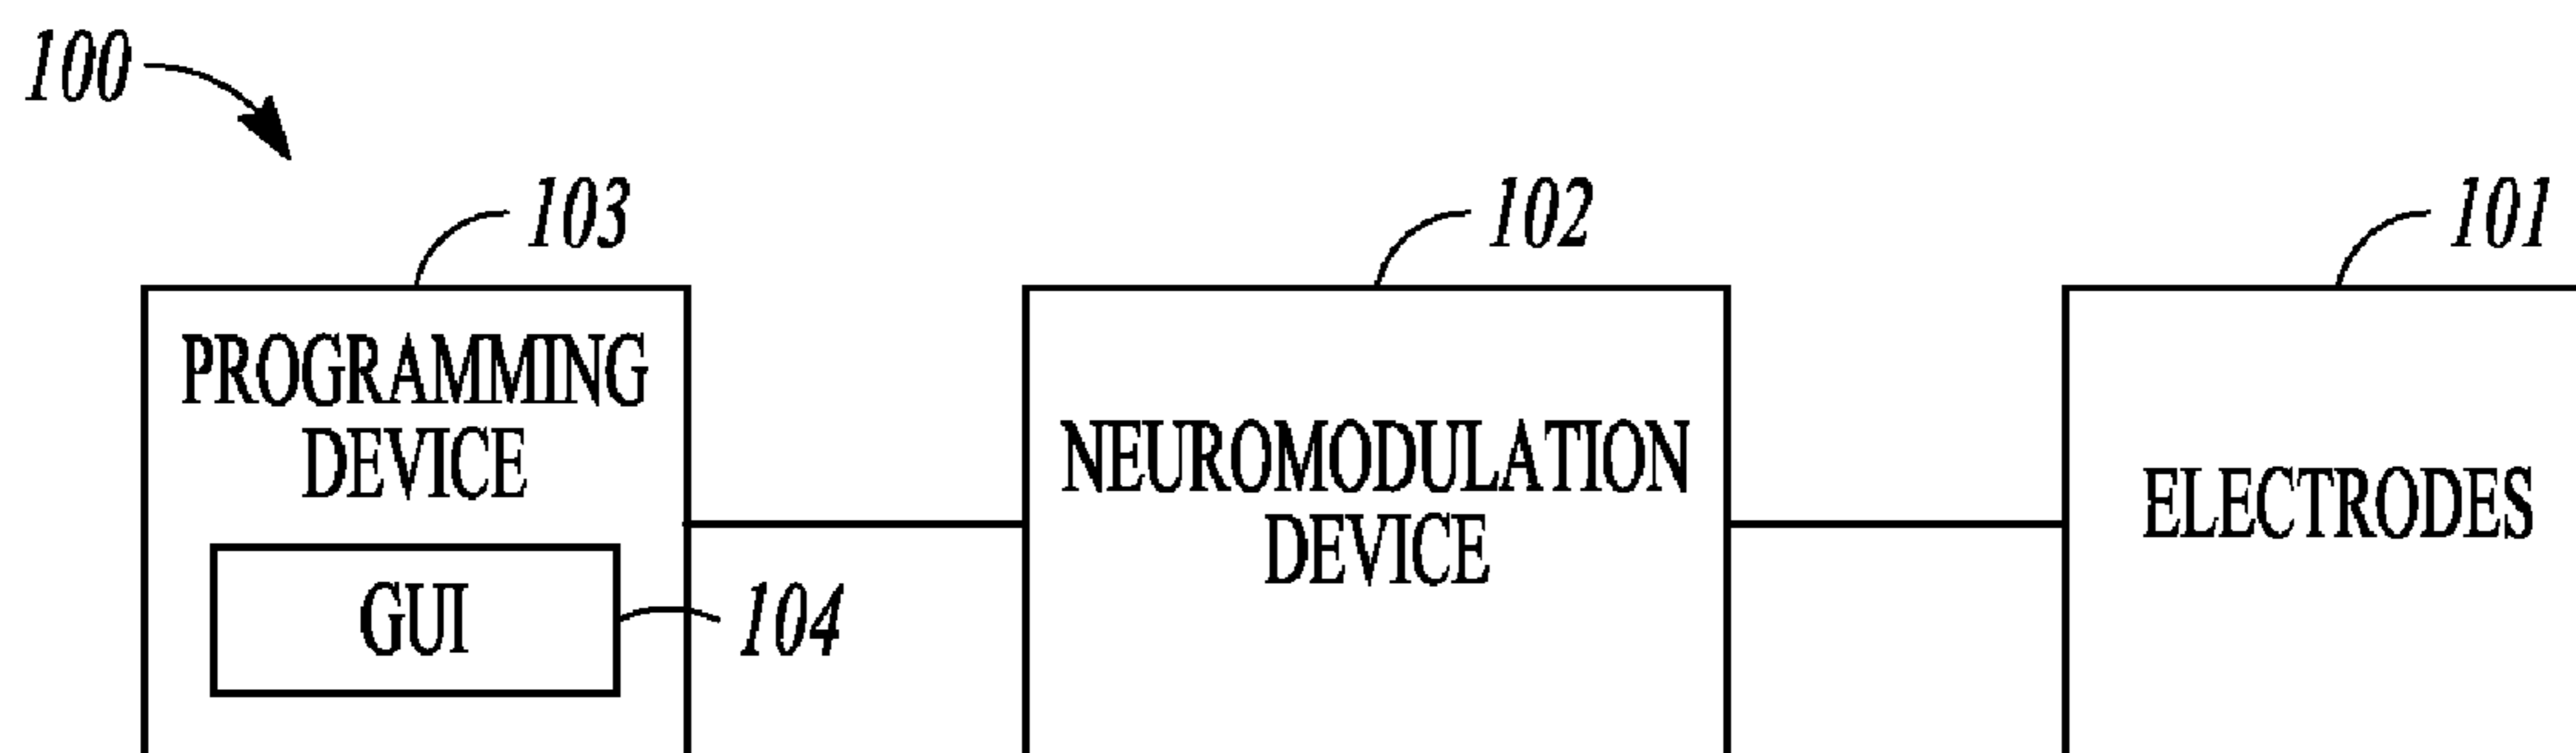 100
103
102
101
PROGRAMMING
DEVICE
NEUROMODULATION
DEVICE
ELECTRODES
GUI
104